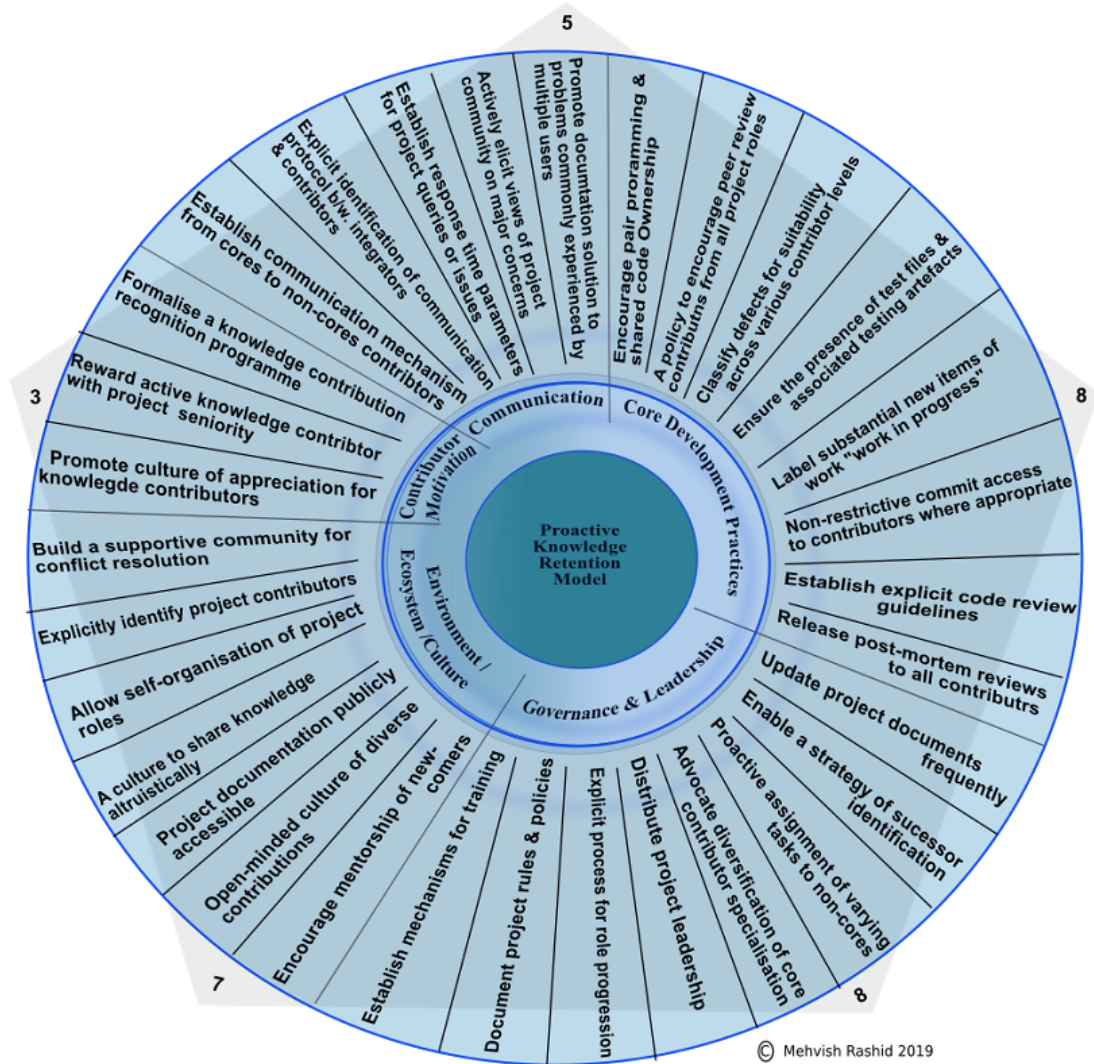 5
Promote documtation solution to
problems commonly experienced by
multiple users
Encourage pair proramming &
shared code Ownership
A policy to encourage peer review
contributns from all project roles
Classify defects for suitability
across various contribtor levels
Ensure the presence of test files &
associated testing artefacts
8
Label substantial new items of
work "work in progress"
Non-restrictive commit access
to contributors where appropriate
Establish explicit code review
guidelines
Release post-mortem reviews
to all contributrs
Update project documents
frequently
Enable a strategy of sucessor
identification
Proactive assignment of varying
tasks to non-cores
8
Advocate diversification of core
contributor specialisation
Distribute project leadership
Explicit process for role progression
Document project rules & policies
Establish mechanisms for training
Encourage mentorship of new-
comers
7
Open-minded culture of diverse
contributions
Project documentation publicly
accessible
A culture to share knowledge
altruistically
Allow self-organisation of project
roles
Explicitly identify project contributors
Build a supportive community for
conflict resolution
Promote culture of appreciation for
knowlegde contributors
3
Reward active knowledge contribtor
with project seniority
Formalise a knowledge contribution
recognition programme
Establish communication mechanism
from cores to non-cores contribtors
Explicit identification of communication
protocol b/w. integrators
& contribtors
Establish response time parameters
for project queries or issues
Actively elicit views of project
community on major concerns
Communication
Core Development Practices
Governance & Leadership
Environment /
Ecosystem /Culture
Contributor
Motivation
Proactive
Knowledge
Retention
Model
© Mehvish Rashid 2019